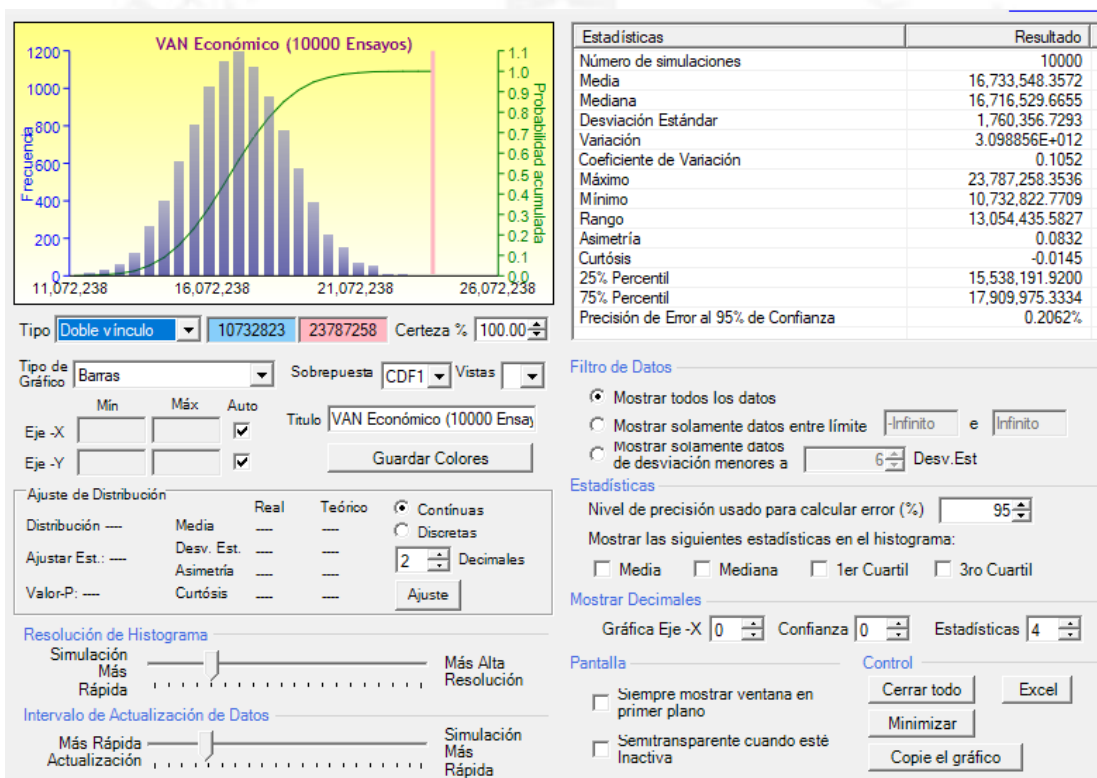 VAN Económico (10000 Ensayos)
Frecuencia
1200
1000
800
600
400
200
0
Probabilidad acumulada
1.1
1.0
0.9
0.8
0.7
0.6
0.5
0.4
0.3
0.2
0.1
0.0
11,072,238 16,072,238 21,072,238 26,072,238
Tipo Doble vínculo 10732823 23787258 Certeza % 100.00
Tipo de Gráfico Barras Sobrepuesta CDF1 Vistas
Mín Máx Auto
Titulo VAN Económico (10000 Ensay
Eje -X
Eje -Y
Guardar Colores
Ajuste de Distribución
Real Teórico Contínuas
Distribución ---- Media ---- ---- Discretas
Ajustar Est.: ---- Desv. Est. ---- ---- 2 Decimales
Asimetría ---- ----
Valor-P: ---- Curtósis ---- ---- Ajuste
Resolución de Histograma
Simulación Más Rápida
Más Alta Resolución
Intervalo de Actualización de Datos
Más Rápida Actualización
Simulación Más Rápida
Estadísticas Resultado
Número de simulaciones 10000
Media 16,733,548.3572
Mediana 16,716,529.6655
Desviación Estándar 1,760,356.7293
Variación 3.098856E+012
Coeficiente de Variación 0.1052
Máximo 23,787,258.3536
Mínimo 10,732,822.7709
Rango 13,054,435.5827
Asimetría 0.0832
Curtósis -0.0145
25% Percentil 15,538,191.9200
75% Percentil 17,909,975.3334
Precisión de Error al 95% de Confianza 0.2062%
Filtro de Datos
Mostrar todos los datos
Mostrar solamente datos entre límite -Infinito e Infinito
Mostrar solamente datos
de desviación menores a 6 Desv.Est
Estadísticas
Nivel de precisión usado para calcular error (%) 95
Mostrar las siguientes estadísticas en el histograma:
Media Mediana 1er Cuartil 3ro Cuartil
Mostrar Decimales
Gráfica Eje -X 0 Confianza 0 Estadísticas 4
Pantalla
Siempre mostrar ventana en
primer plano
Semitransparente cuando esté
Inactiva
Control
Cerrar todo Excel
Minimizar
Copie el gráfico